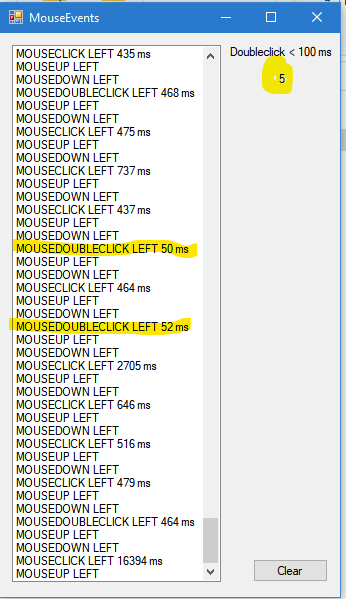 MouseEvents
MOUSECLICK LEFT 435 ms
MOUSEUP LEFT
MOUSEDOWN LEFT
MOUSEDOUBLECLICK LEFT 468 ms
MOUSEUP LEFT
MOUSEDOWN LEFT
MOUSECLICK LEFT 475 ms
MOUSEUP LEFT
MOUSEDOWN LEFT
MOUSECLICK LEFT 737 ms
MOUSEUP LEFT
MOUSEDOWN LEFT
MOUSECLICK LEFT 437 ms
MOUSEUP LEFT
MOUSEDOWN LEFT
MOUSEDOUBLECLICK LEFT 50 ms
MOUSEUP LEFT
MOUSEDOWN LEFT
MOUSECLICK LEFT 464 ms
MOUSEUP LEFT
MOUSEDOWN LEFT
MOUSEDOUBLECLICK LEFT 52 ms
MOUSEUP LEFT
MOUSEDOWN LEFT
MOUSECLICK LEFT 2705 ms
MOUSEUP LEFT
MOUSEDOWN LEFT
MOUSECLICK LEFT 646 ms
MOUSEUP LEFT
MOUSEDOWN LEFT
MOUSECLICK LEFT 516 ms
MOUSEUP LEFT
MOUSEDOWN LEFT
MOUSECLICK LEFT 479 ms
MOUSEUP LEFT
MOUSEDOWN LEFT
MOUSEDOUBLECLICK LEFT 464 ms
MOUSEUP LEFT
MOUSEDOWN LEFT
MOUSECLICK LEFT 16394 ms
MOUSEUP LEFT
Doubleclick < 100 ms
5
Clear